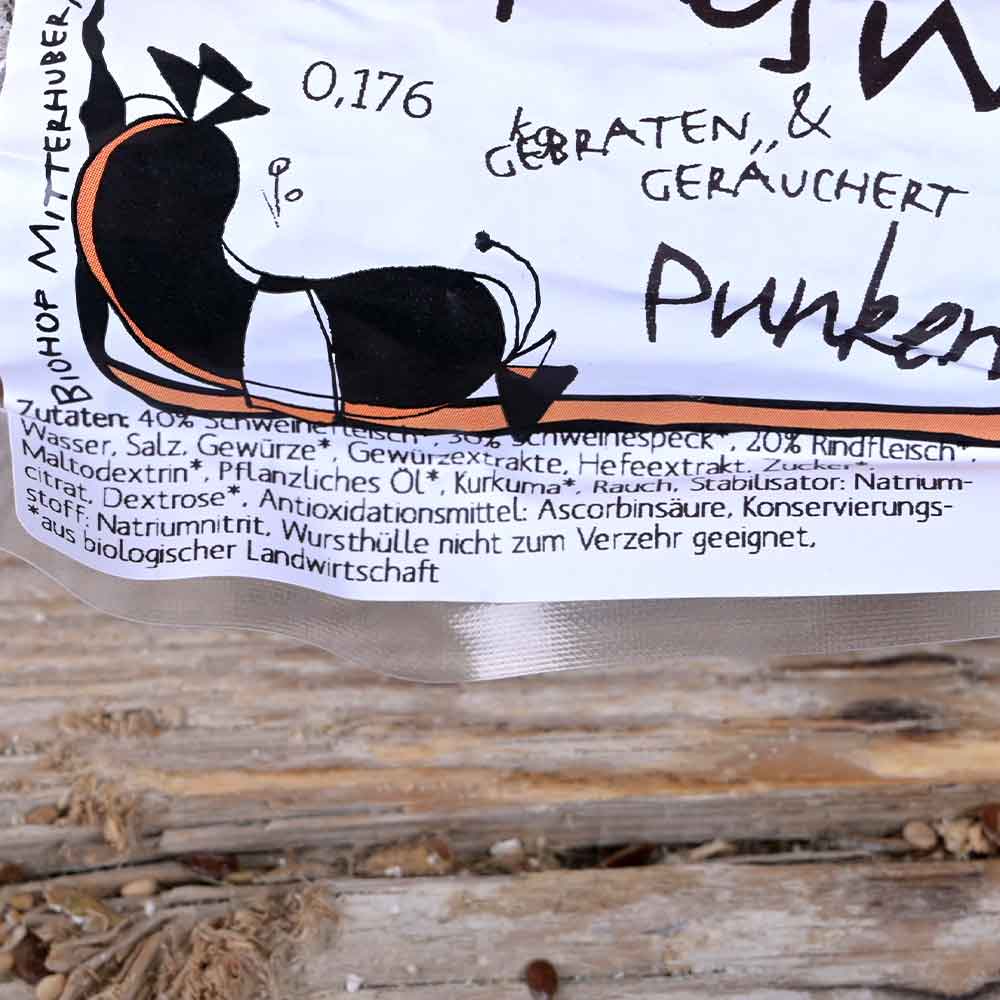 BIOHOF MITTERHUBER,
0,176
kg
GEBRATEN,, &
GERÄUCHERT
Punken
Zutaten: 40% Schweinefleisch*, 30% Schweinespeck*, 20% Rindfleisch*,
Wasser, Salz, Gewürze*, Gewürzextrakte, Hefeextrakt, Zucker*,
Maltodextrin*, Pflanzliches Öl*, Kurkuma*, Rauch, Stabilisator: Natrium-
citrat, Dextrose*, Antioxidationsmittel: Ascorbinsäure, Konservierungs-
stoff: Natriumnitrit, Wursthülle nicht zum Verzehr geeignet,
*aus biologischer Landwirtschaft